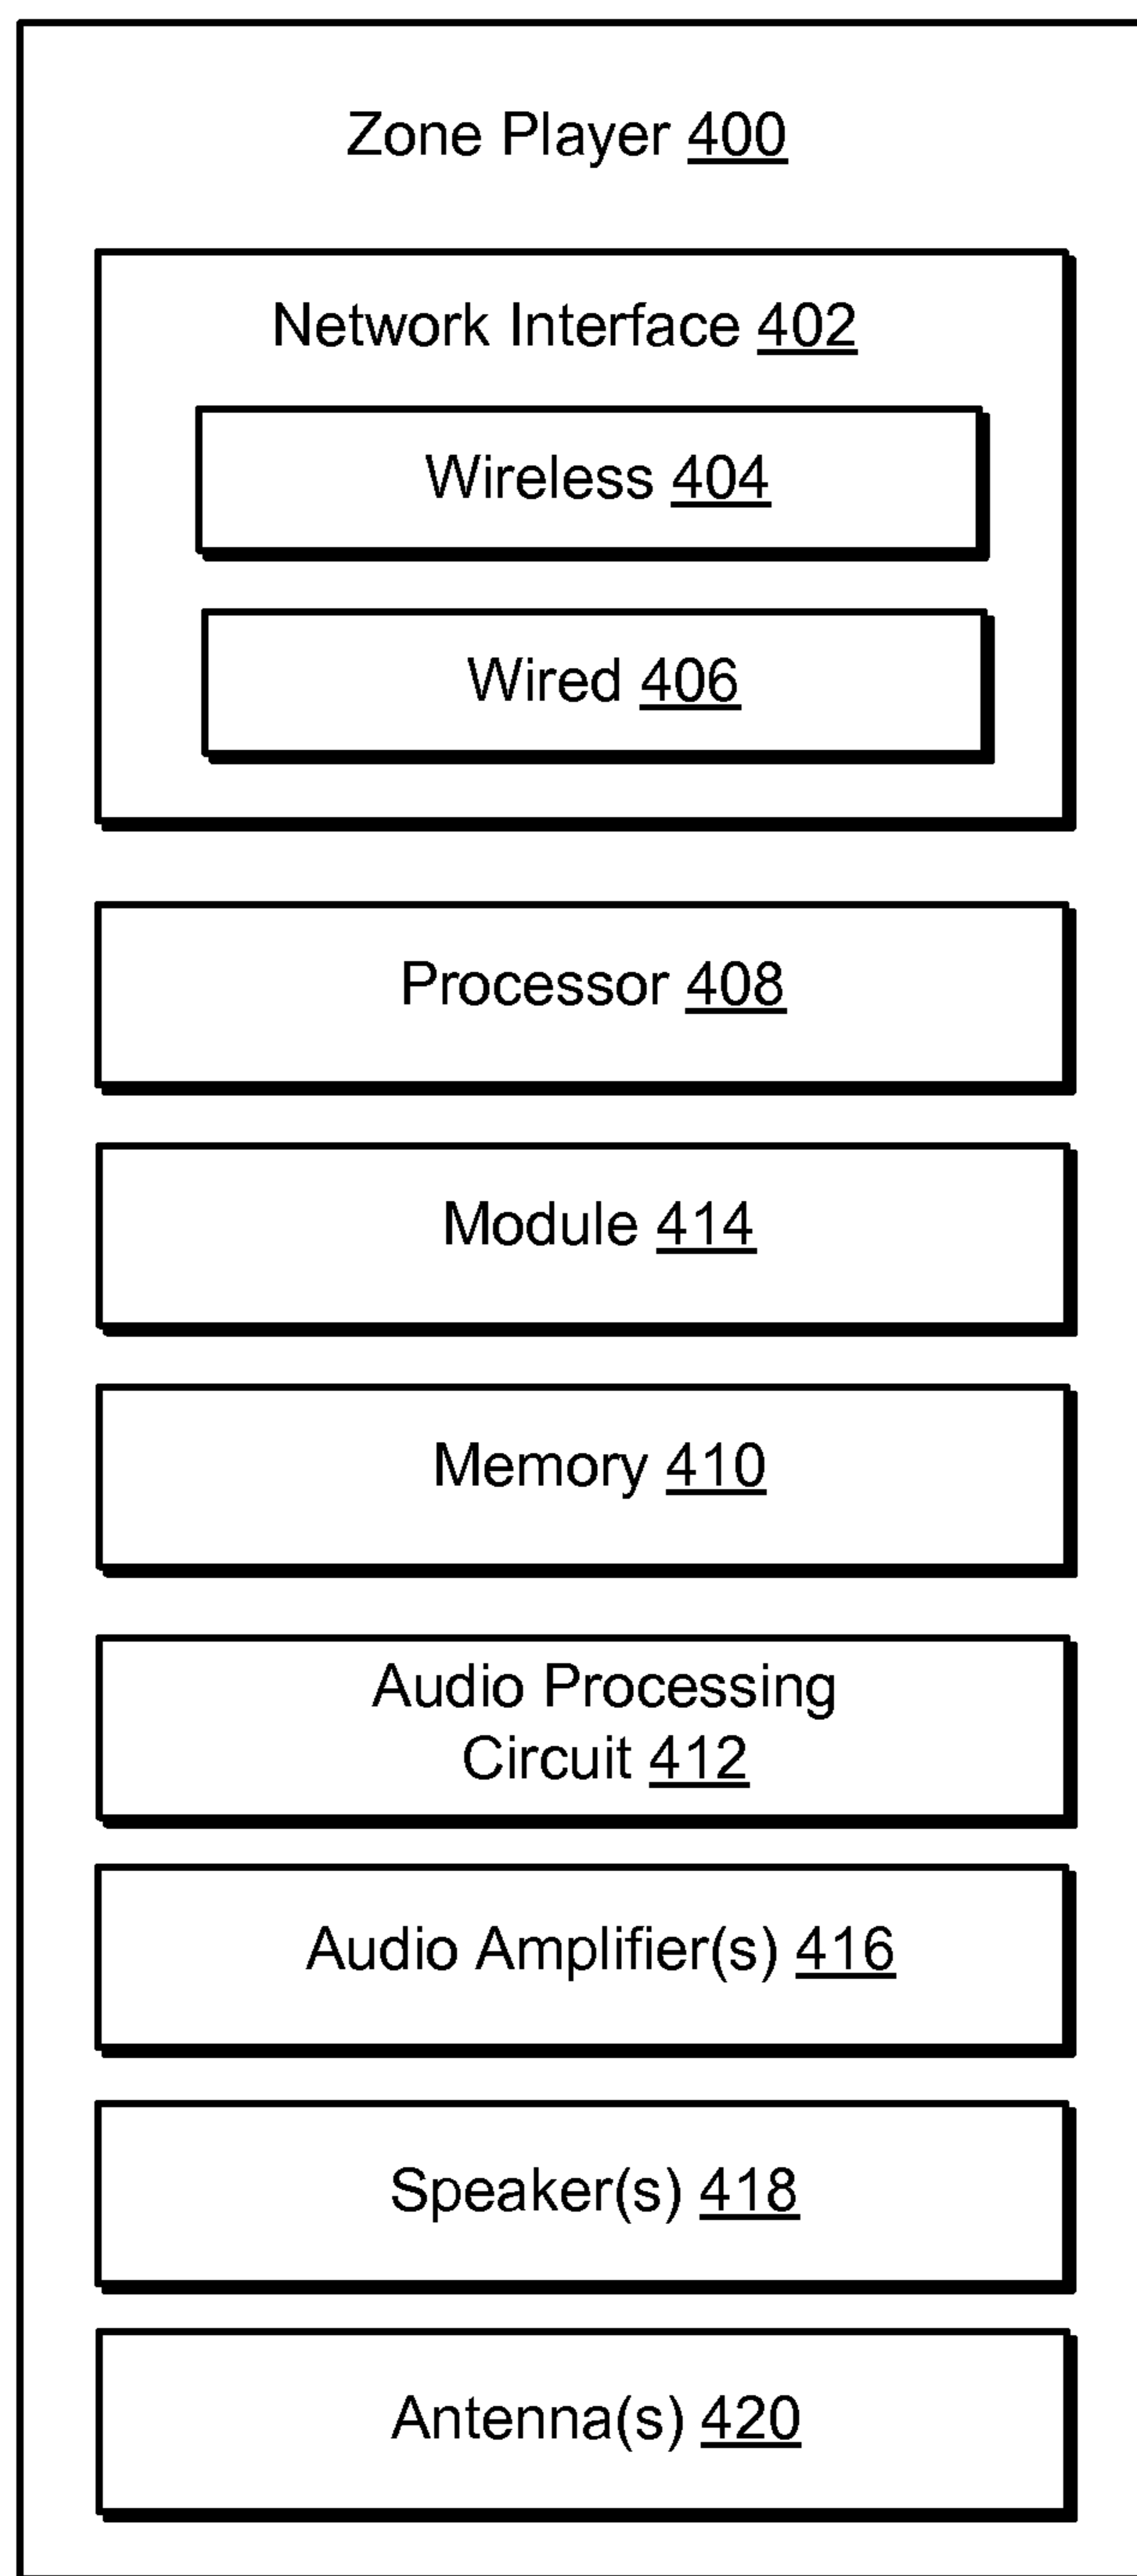 Zone Player 400
Network Interface 402
Wireless 404
Wired 406
Processor 408
Module 414
Memory 410
Audio Processing
Circuit 412
Audio Amplifier(s) 416
Speaker(s) 418
Antenna(s) 420